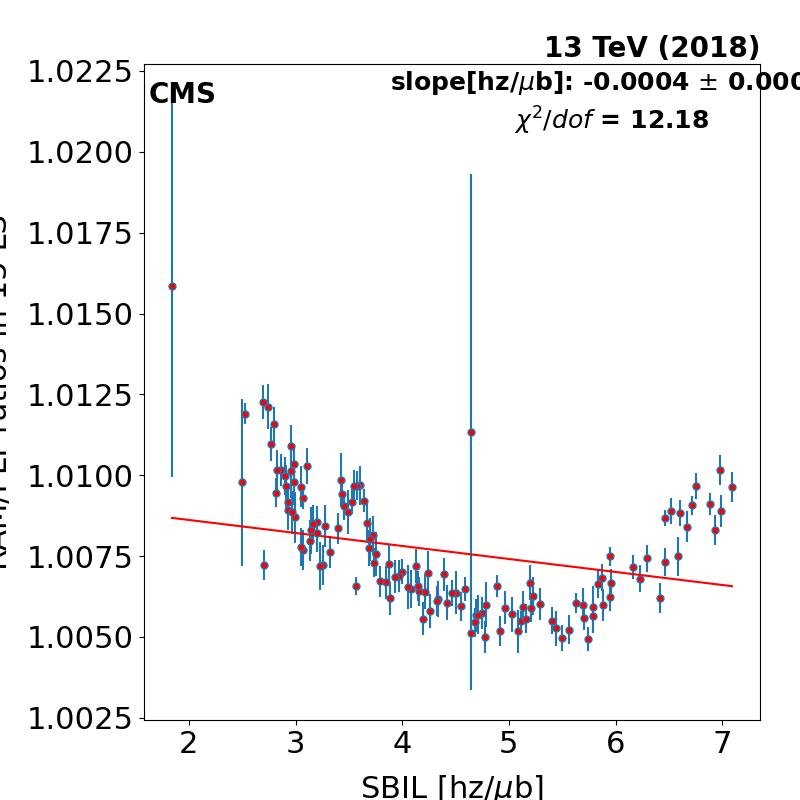 13 TeV (2018)
CMS
slope[hz/μb]: -0.0004 ± 0.000
χ²/dof = 12.18
1.0225
1.0200
1.0175
1.0150
1.0125
1.0100
1.0075
1.0050
1.0025
2 3 4 5 6 7
SBIL [hz/μb]